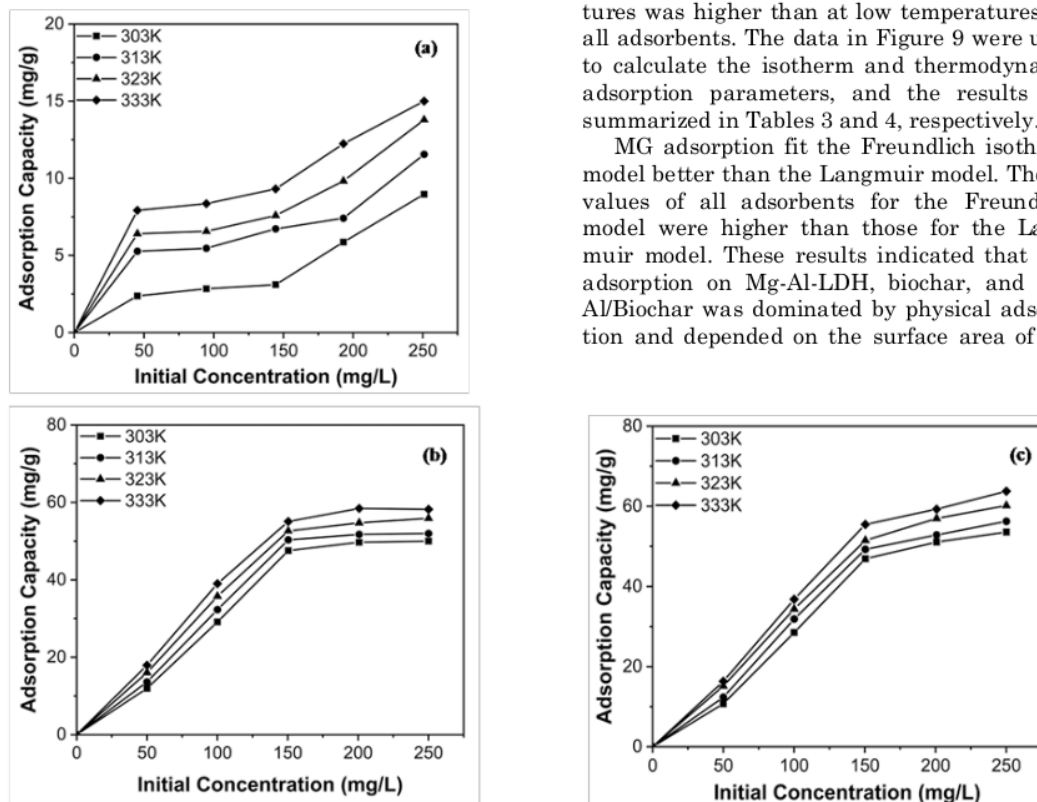 20
15
10
5
0
Adsorption Capacity (mg/g)
303K
313K
323K
333K
(a)
0 50 100 150 200 250
Initial Concentration (mg/L)
tures was higher than at low temperatures
all adsorbents. The data in Figure 9 were
to calculate the isotherm and
adsorption parameters, and the results
summarized in Tables 3 and 4, respectively.
MG adsorption fit the Freundlich
model better than the Langmuir model.
values of all adsorbents for the
model were higher than those for the
muir model. These results indicated that
adsorption on Mg-Al-LDH, biochar, and
Al/Biochar was dominated by physical
tion and depended on the surface area of
80
60
40
20
0
Adsorption Capacity (mg/g)
303K
313K
323K
333K
(b)
0 50 100 150 200 250
Initial Concentration (mg/L)
80
60
40
20
0
Adsorption Capacity (mg/g)
303K
313K
323K
333K
(c)
0 50 100 150 200 250
Initial Concentration (mg/L)